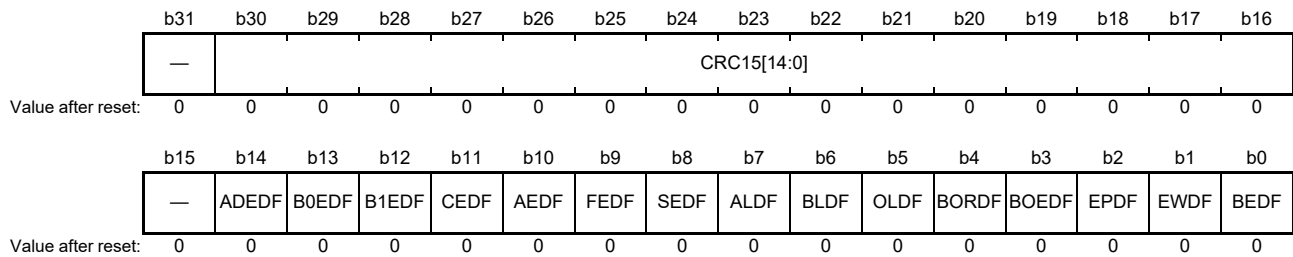 b31 b30 b29 b28 b27 b26 b25 b24 b23 b22 b21 b20 b19 b18 b17 b16
— CRC15[14:0]
Value after reset: 0 0 0 0 0 0 0 0 0 0 0 0 0 0 0 0
b15 b14 b13 b12 b11 b10 b9 b8 b7 b6 b5 b4 b3 b2 b1 b0
— ADEDF B0EDF B1EDF CEDF AEDF FEDF SEDF ALDF BLDF OLDF BORDF BOEDF EPDF EWDF BEDF
Value after reset: 0 0 0 0 0 0 0 0 0 0 0 0 0 0 0 0